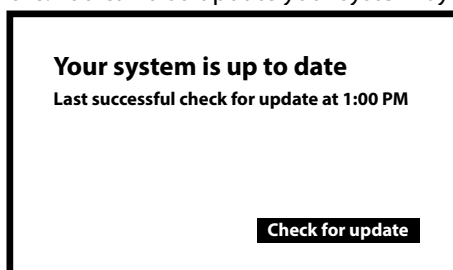 Your system is up to date
Last successful check for update at 1:00 PM
Check for update